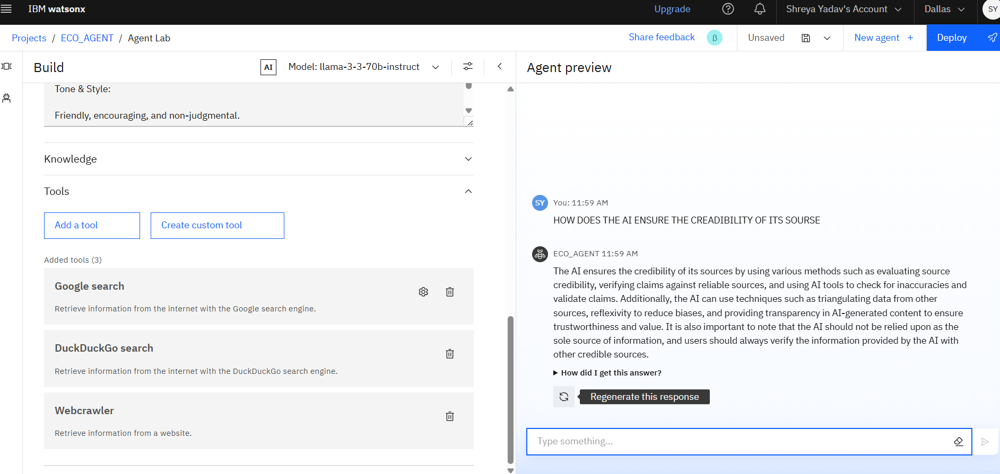 IBM watsonx
Upgrade
Shreya Yadav's Account
Dallas
SY
Projects / ECO_AGENT / Agent Lab
Share feedback
β
Unsaved
New agent +
Deploy
Build
AI
Model: llama-3-3-70b-instruct
Tone & Style:
Friendly, encouraging, and non-judgmental.
Knowledge
Tools
Add a tool
Create custom tool
Added tools (3)
Google search
Retrieve information from the internet with the Google search engine.
DuckDuckGo search
Retrieve information from the internet with the DuckDuckGo search engine.
Webcrawler
Retrieve information from a website.
Agent preview
SY
You: 11:59 AM
HOW DOES THE AI ENSURE THE CREADIBILITY OF ITS SOURSE
ECO_AGENT 11:59 AM
The AI ensures the credibility of its sources by using various methods such as evaluating source
credibility, verifying claims against reliable sources, and using AI tools to check for inaccuracies and
validate claims. Additionally, the AI can use techniques such as triangulating data from other
sources, reflexivity to reduce biases, and providing transparency in AI-generated content to ensure
trustworthiness and value. It is also important to note that the AI should not be relied upon as the
sole source of information, and users should always verify the information provided by the AI with
other credible sources.
How did I get this answer?
Regenerate this response
Type something...